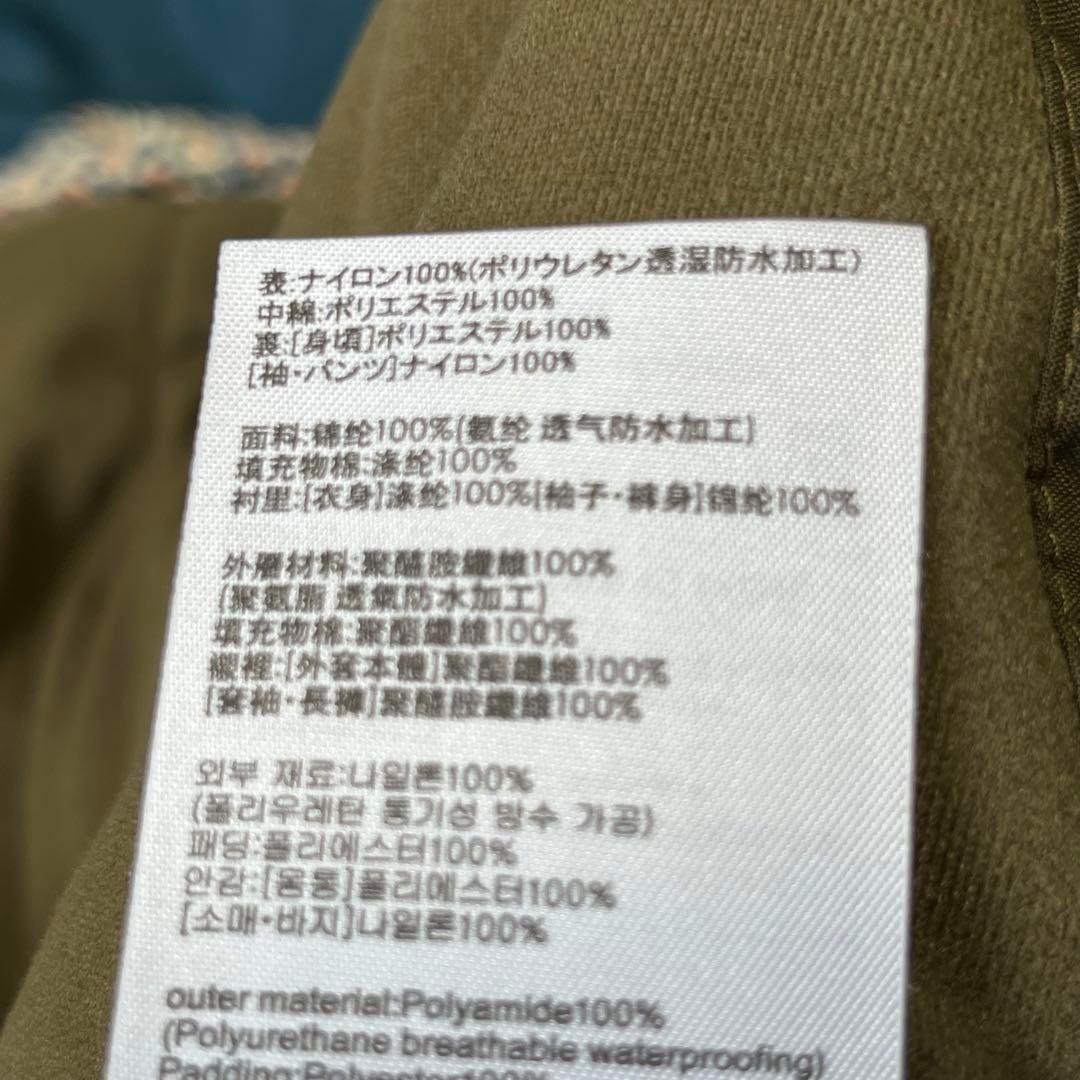 表:ナイロン100%(ポリウレタン透湿防水加工)
中綿:ポリエステル100%
裏:[身頃]ポリエステル100%
[袖・パンツ]ナイロン100%
面料:锦纶100%(氨纶 透气防水加工)
填充物棉:涤纶100%
衬里:[衣身]涤纶100%[袖子・裤身]锦纶100%
外層材料:聚醯胺纖維100%
(聚氨脂 透氣防水加工)
填充物棉:聚酯纖維100%
襯裡:[外套本體]聚酯纖維100%
[套袖・長褲]聚醯胺纖維100%
외부 재료:나일론100%
(폴리우레탄 통기성 방수 가공)
패딩:폴리에스터100%
안감:[몸통]폴리에스터100%
[소매・바지]나일론100%
outer material:Polyamide100%
(Polyurethane breathable waterproofing)
Padding:Polyester100%